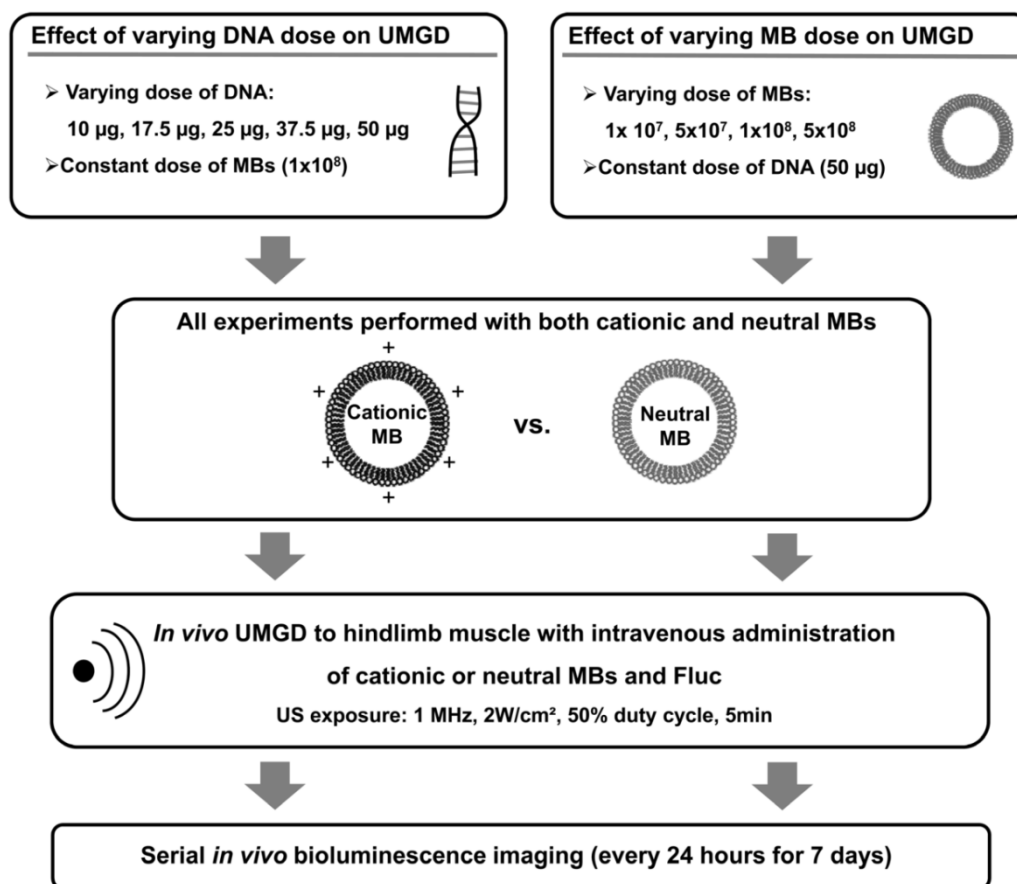 Effect of varying DNA dose on UMGD
➢ Varying dose of DNA:
10 µg, 17.5 µg, 25 µg, 37.5 µg, 50 µg
➢Constant dose of MBs (1x10⁸)
Effect of varying MB dose on UMGD
➢ Varying dose of MBs:
1x 10⁷, 5x10⁷, 1x10⁸, 5x10⁸
➢Constant dose of DNA (50 µg)
All experiments performed with both cationic and neutral MBs
+
+ +
Cationic
MB
+ +
+
vs.
Neutral
MB
In vivo UMGD to hindlimb muscle with intravenous administration
of cationic or neutral MBs and Fluc
US exposure: 1 MHz, 2W/cm², 50% duty cycle, 5min
Serial in vivo bioluminescence imaging (every 24 hours for 7 days)